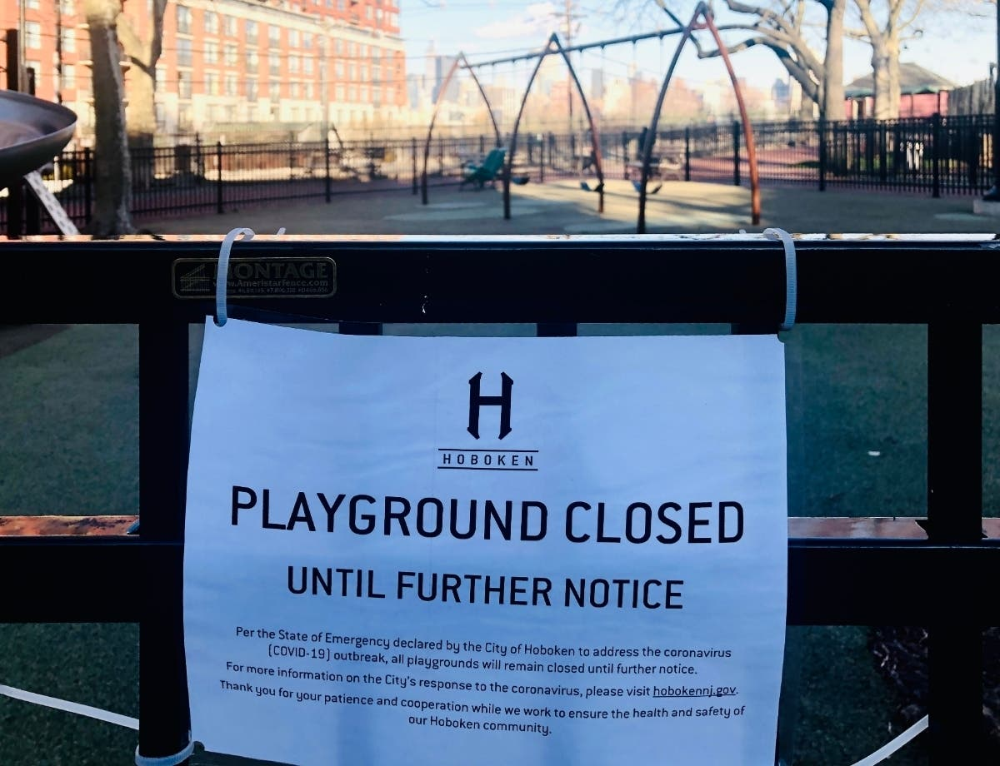 MONTAGE
www.Ameristarfence.com
H
HOBOKEN
PLAYGROUND CLOSED
UNTIL FURTHER NOTICE
Per the State of Emergency declared by the City of Hoboken to address the coronavirus
(COVID-19) outbreak, all playgrounds will remain closed until further notice.
For more information on the City's response to the coronavirus, please visit hobokennj.gov.
Thank you for your patience and cooperation while we work to ensure the health and safety of
our Hoboken community.